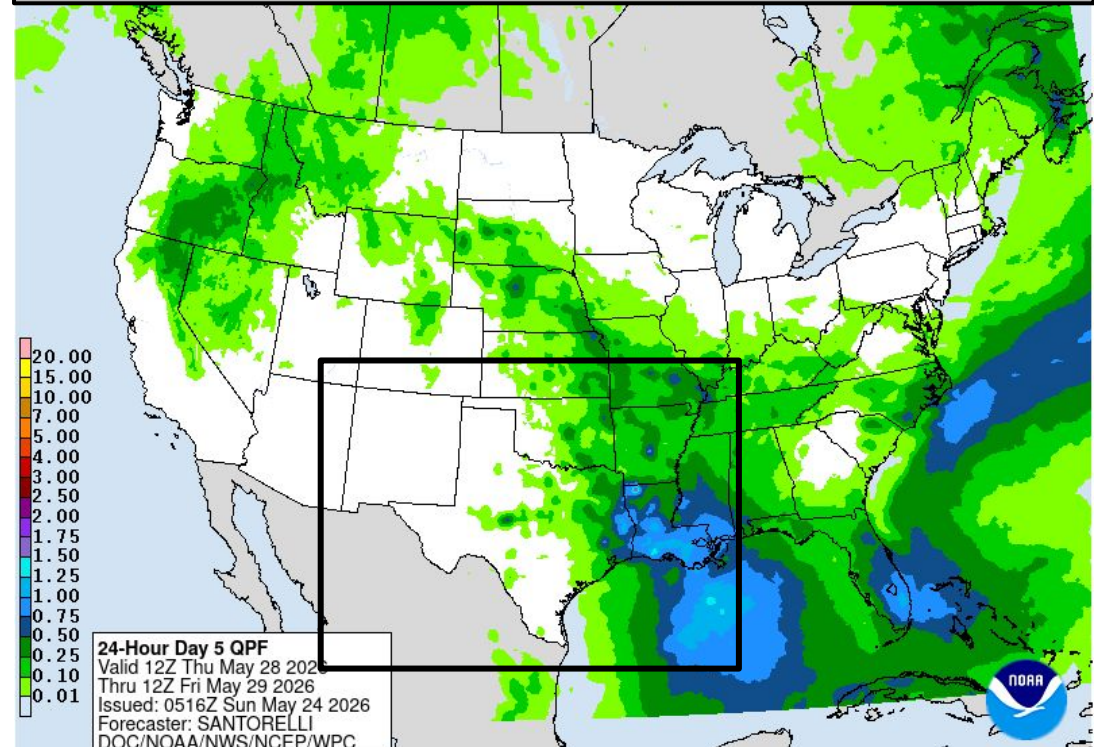 20.00
15.00
10.00
7.00
5.00
4.00
3.00
2.50
2.00
1.75
1.50
1.25
1.00
0.75
0.50
0.25
0.10
0.01
24-Hour Day 5 QPF
Valid 12Z Thu May 28 2026
Thru 12Z Fri May 29 2026
Issued: 0516Z Sun May 24 2026
Forecaster: SANTORELLI
DOC/NOAA/NWS/NCEP/WPC
NOAA